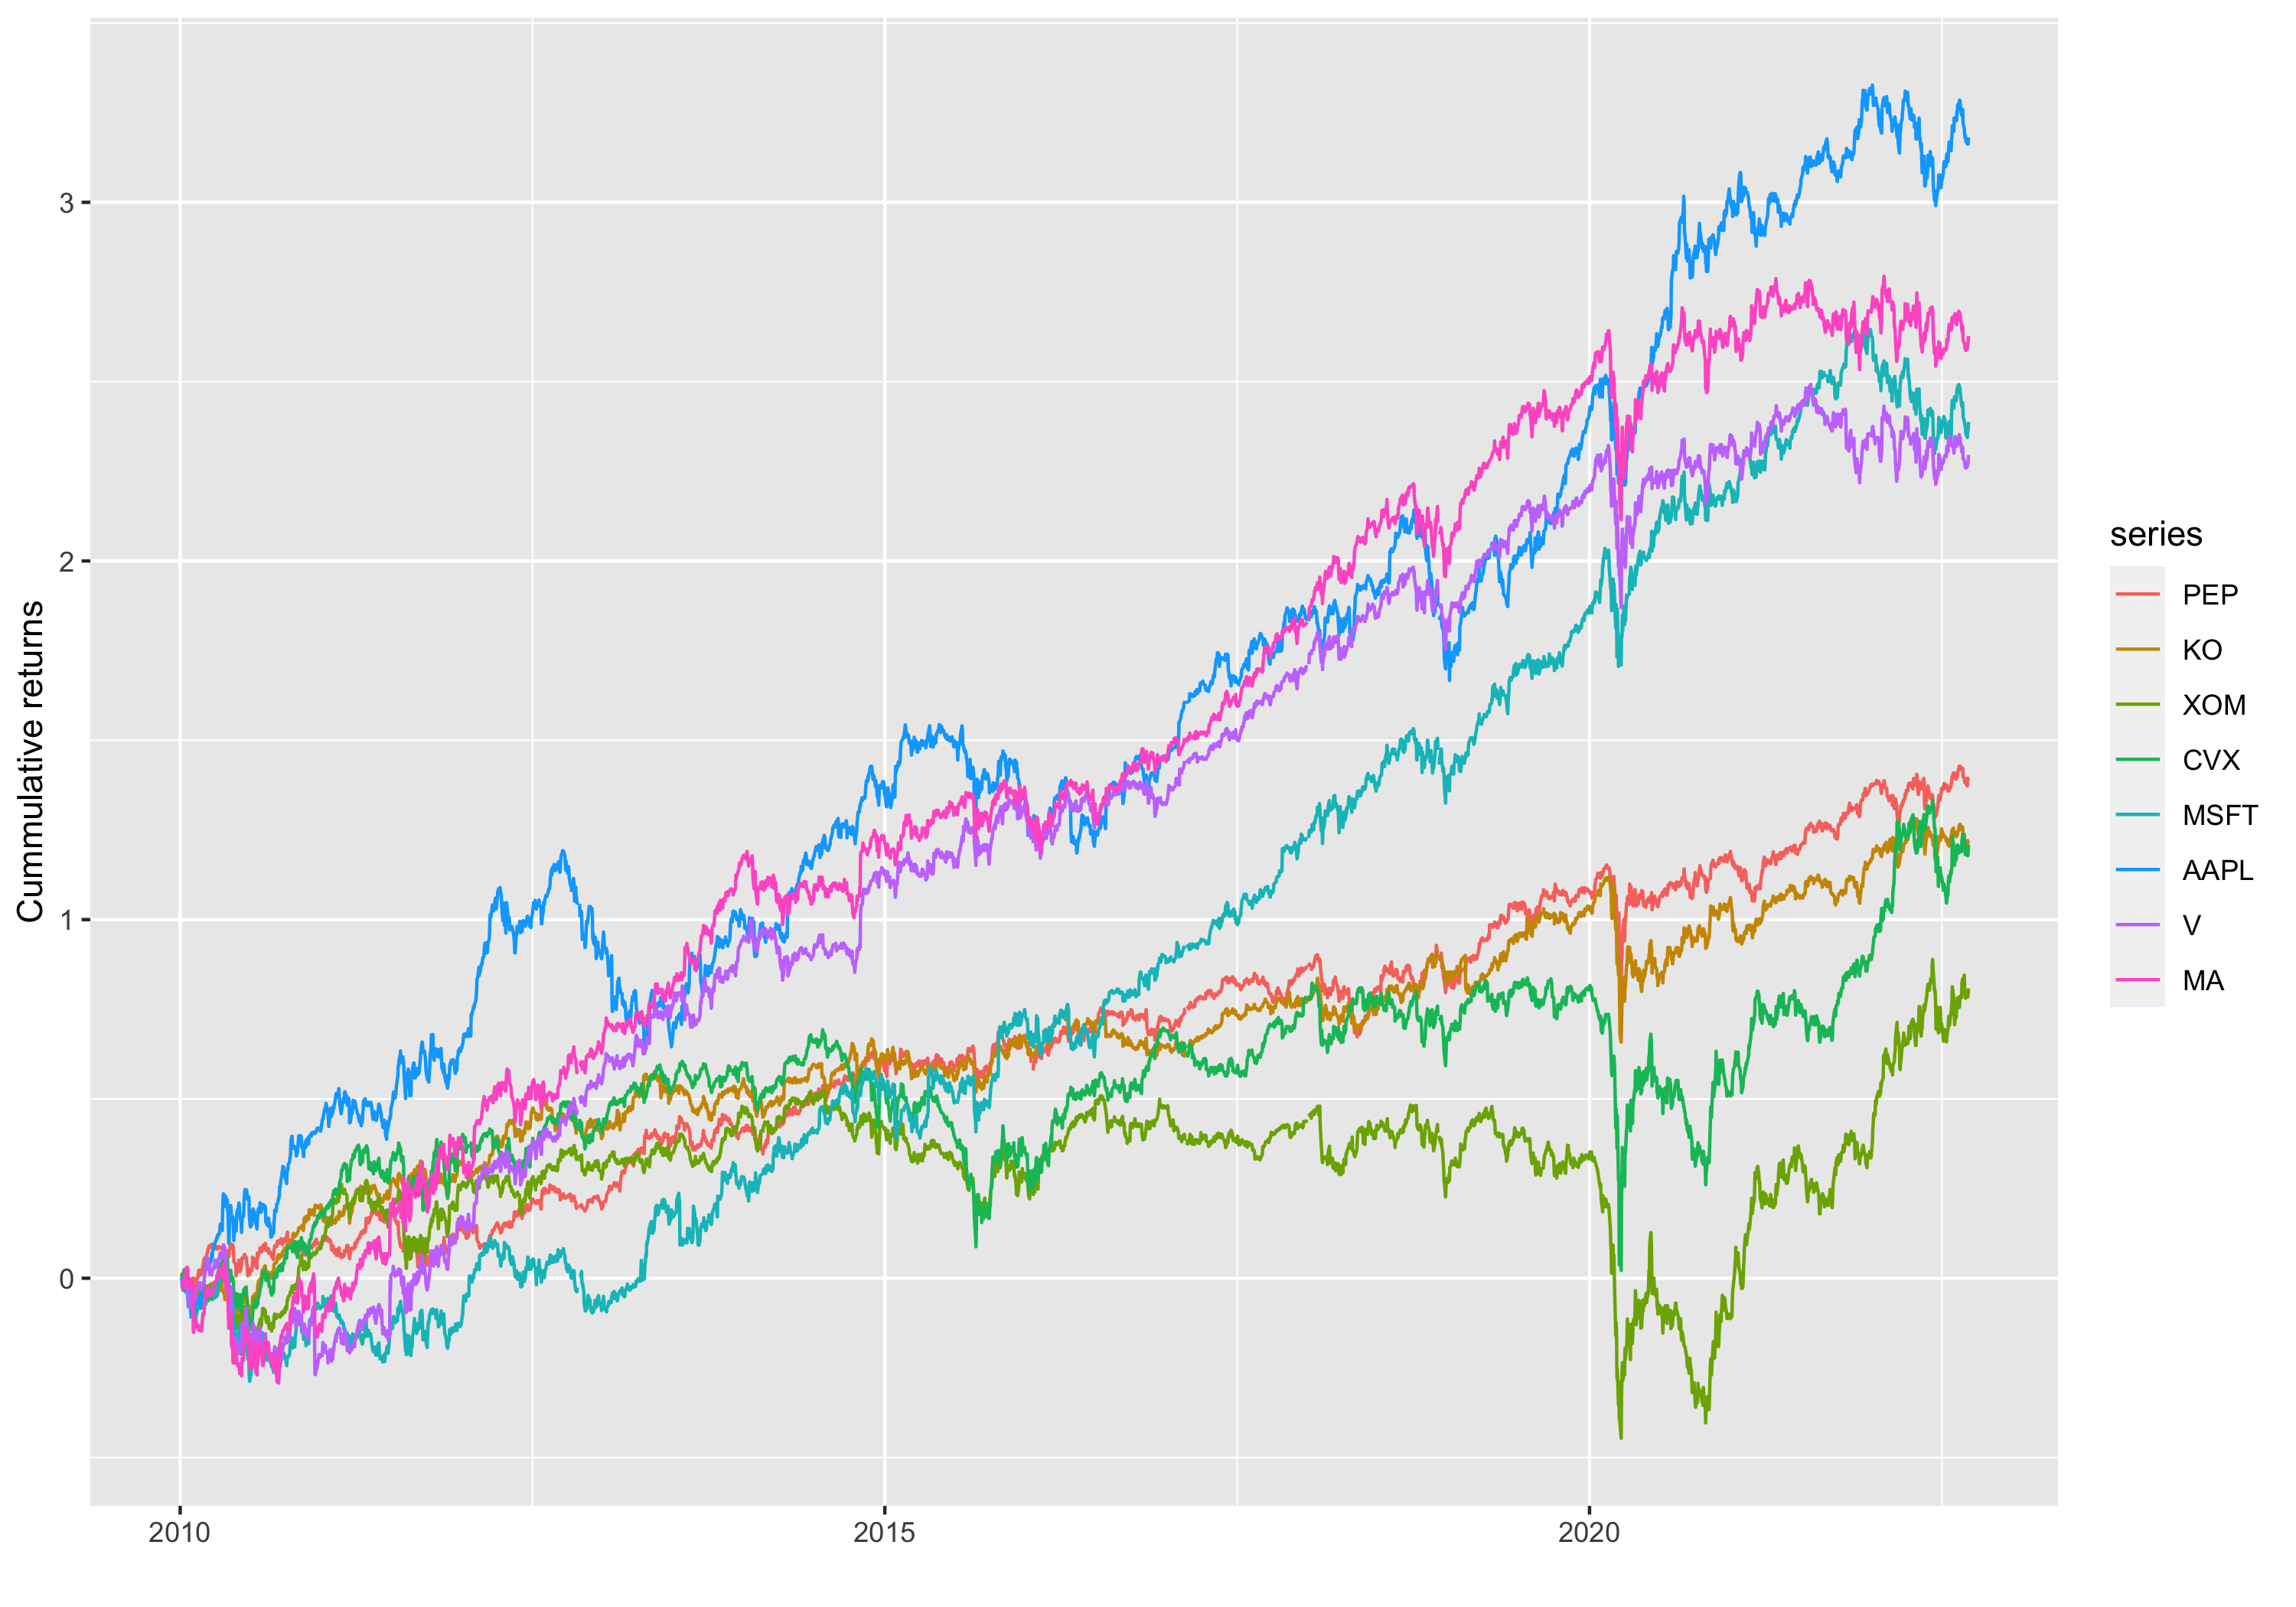 Cummulative returns
3
2
1
0
2010
2015
2020
series
PEP
KO
XOM
CVX
MSFT
AAPL
V
MA